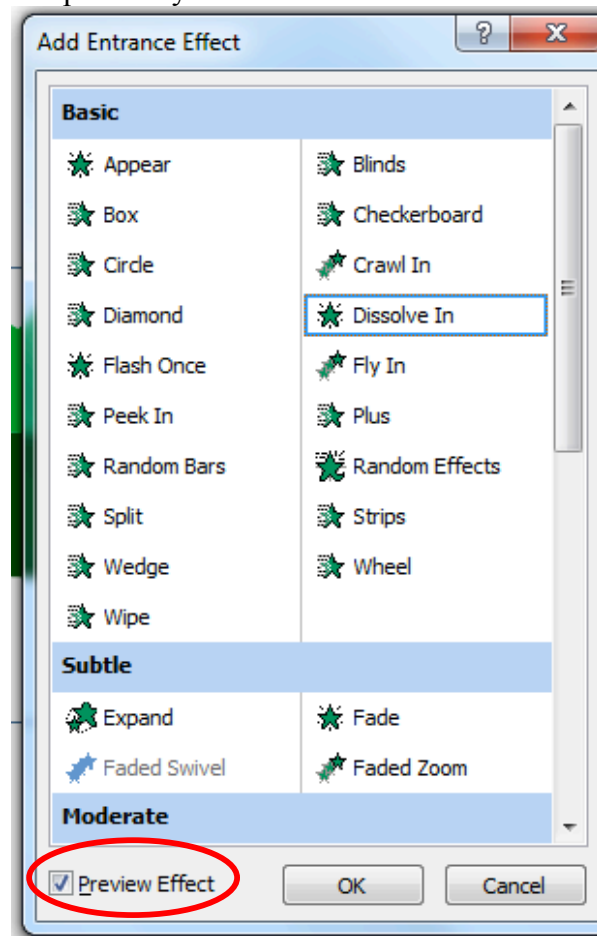 Add Entrance Effect
?
X
Basic
Appear Blinds
Box Checkerboard
Circle Crawl In
Diamond Dissolve In
Flash Once Fly In
Peek In Plus
Random Bars Random Effects
Split Strips
Wedge Wheel
Wipe
Subtle
Expand Fade
Faded Swivel Faded Zoom
Moderate
Preview Effect OK Cancel